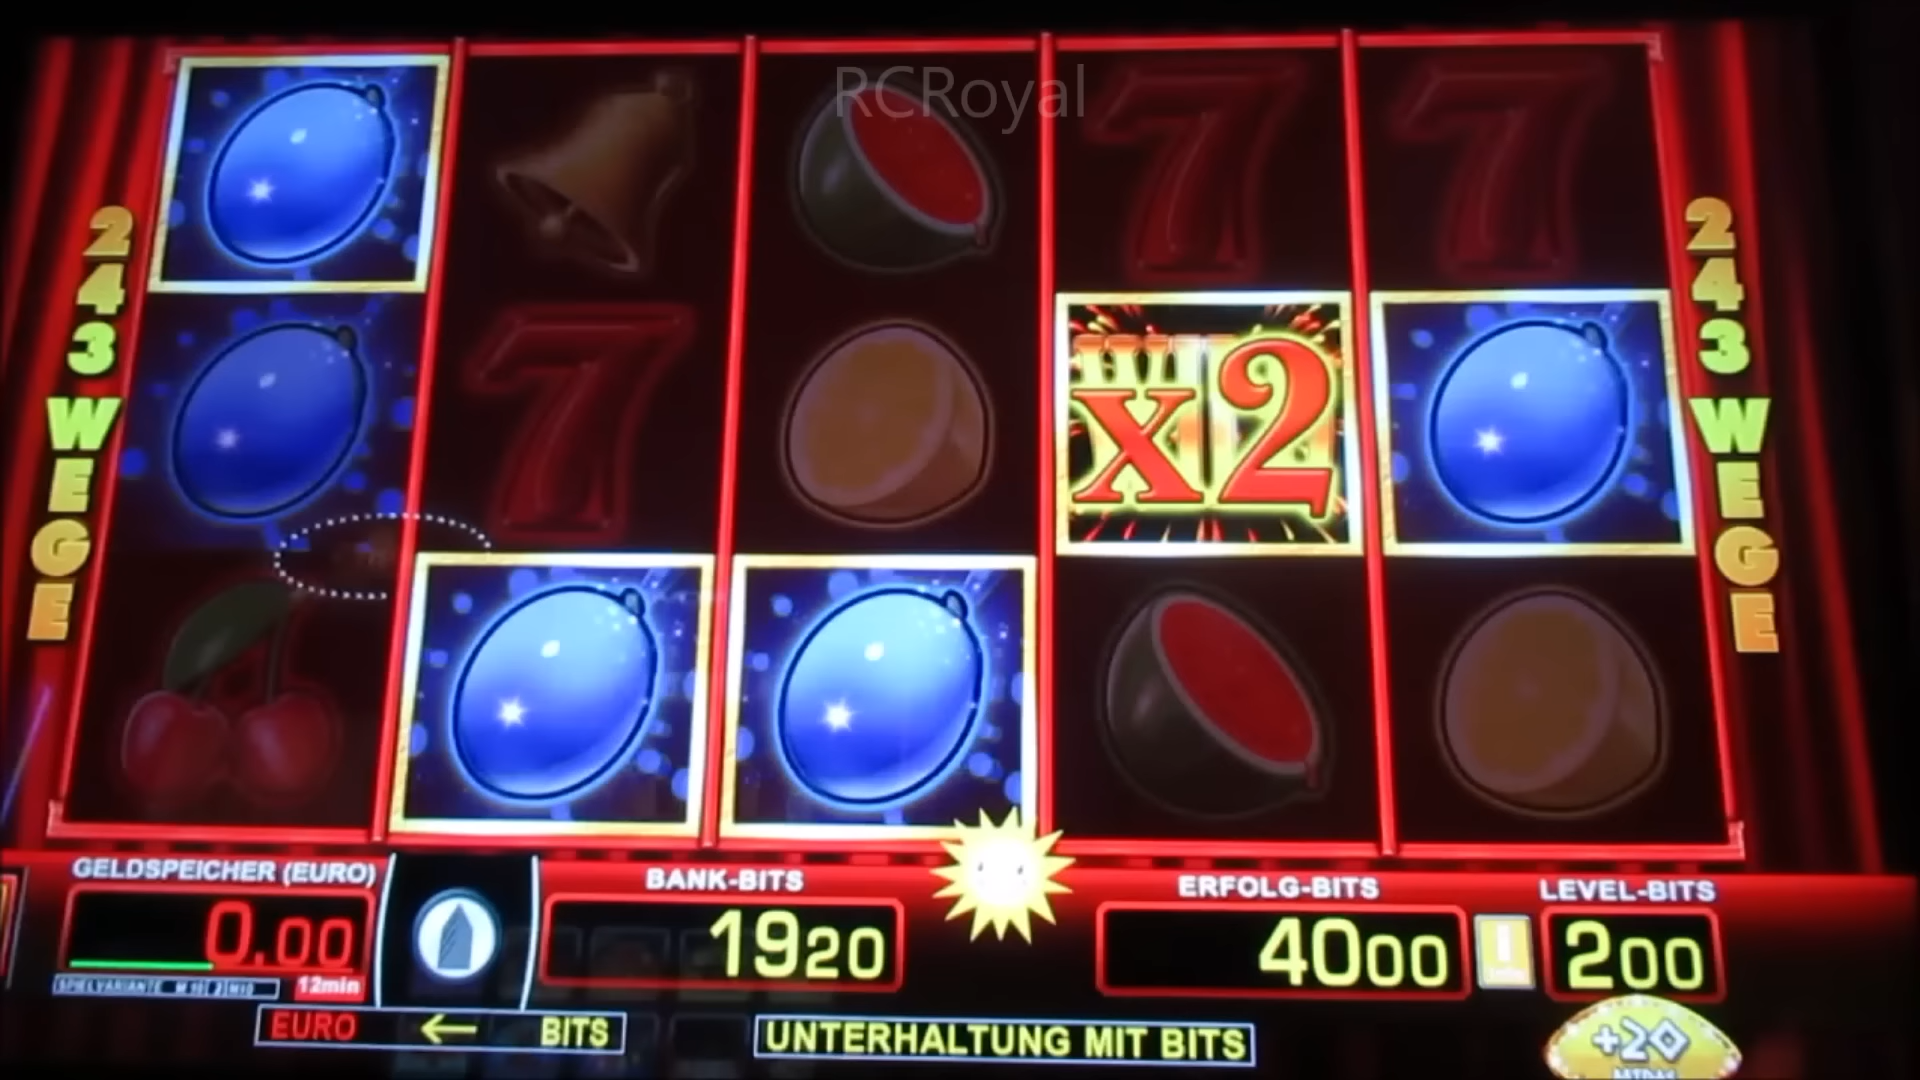 RCRoyal
243 WEGE
243 WEGE
x2
GELDSPEICHER (EURO)
0.00
12min
BANK-BITS
1920
ERFOLG-BITS
4000
LEVEL-BITS
200
EURO ← BITS
UNTERHALTUNG MIT BITS
+20